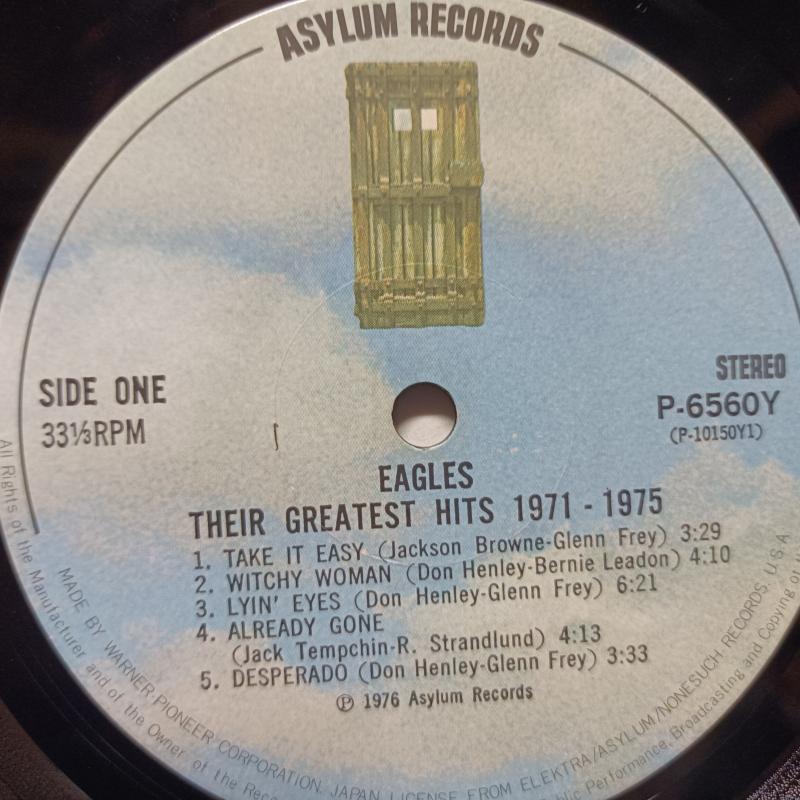 ASYLUM RECORDS
SIDE ONE
33⅓RPM
STEREO
P-6560Y
(P-10150Y1)
EAGLES
THEIR GREATEST HITS 1971 - 1975
1. TAKE IT EASY (Jackson Browne-Glenn Frey) 3:29
2. WITCHY WOMAN (Don Henley-Bernie Leadon) 4:10
3. LYIN' EYES (Don Henley-Glenn Frey) 6:21
4. ALREADY GONE
(Jack Tempchin-R. Strandlund) 4:13
5. DESPERADO (Don Henley-Glenn Frey) 3:33
Ⓟ 1976 Asylum Records
MADE BY WARNER-PIONEER CORPORATION, JAPAN. LICENSE FROM ELEKTRA/ASYLUM/NONESUCH RECORDS, U.S.A.
All Rights of the Manufacturer and of the Owner of the Performance, Broadcasting and Copying of